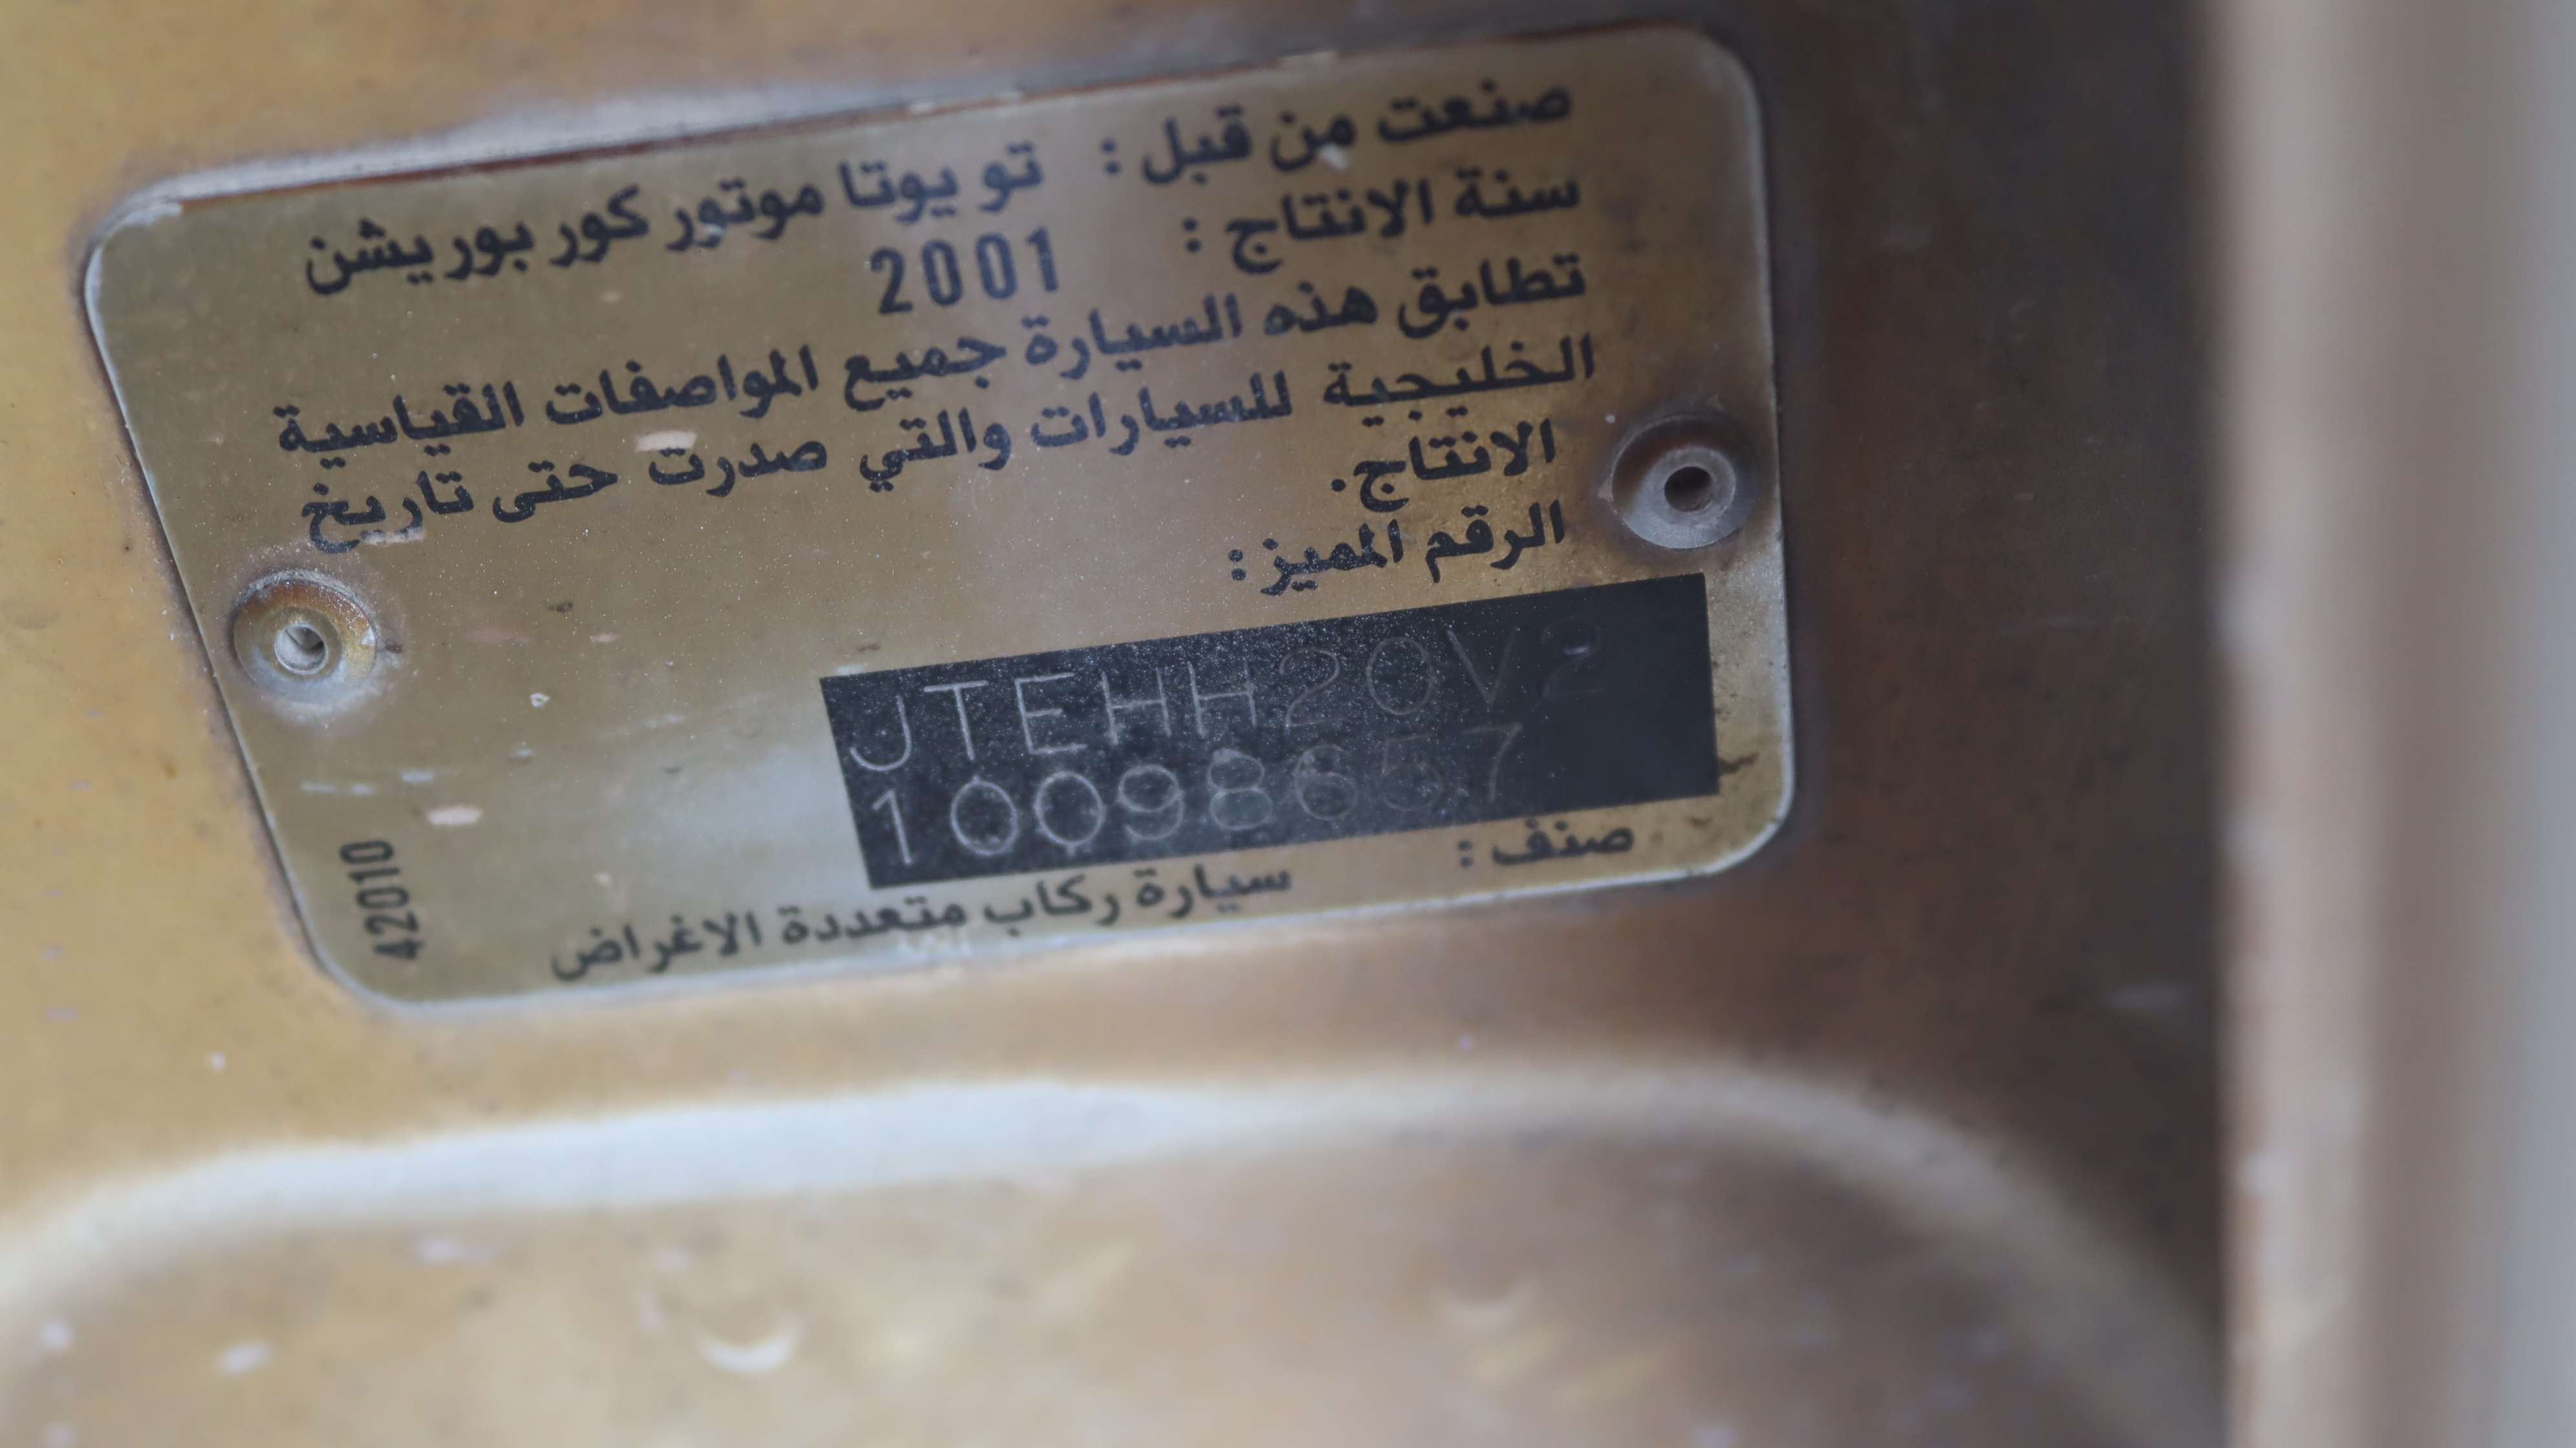 صنعت من قبل : تويوتا موتور كوربوريشن
سنة الانتاج : 2001
تطابق هذه السيارة جميع المواصفات القياسية
الخليجية للسيارات والتي صدرت حتى تاريخ
الانتاج.
الرقم المميز:
JTEHH20V2
10098657
صنف : سيارة ركاب متعددة الاغراض
42010